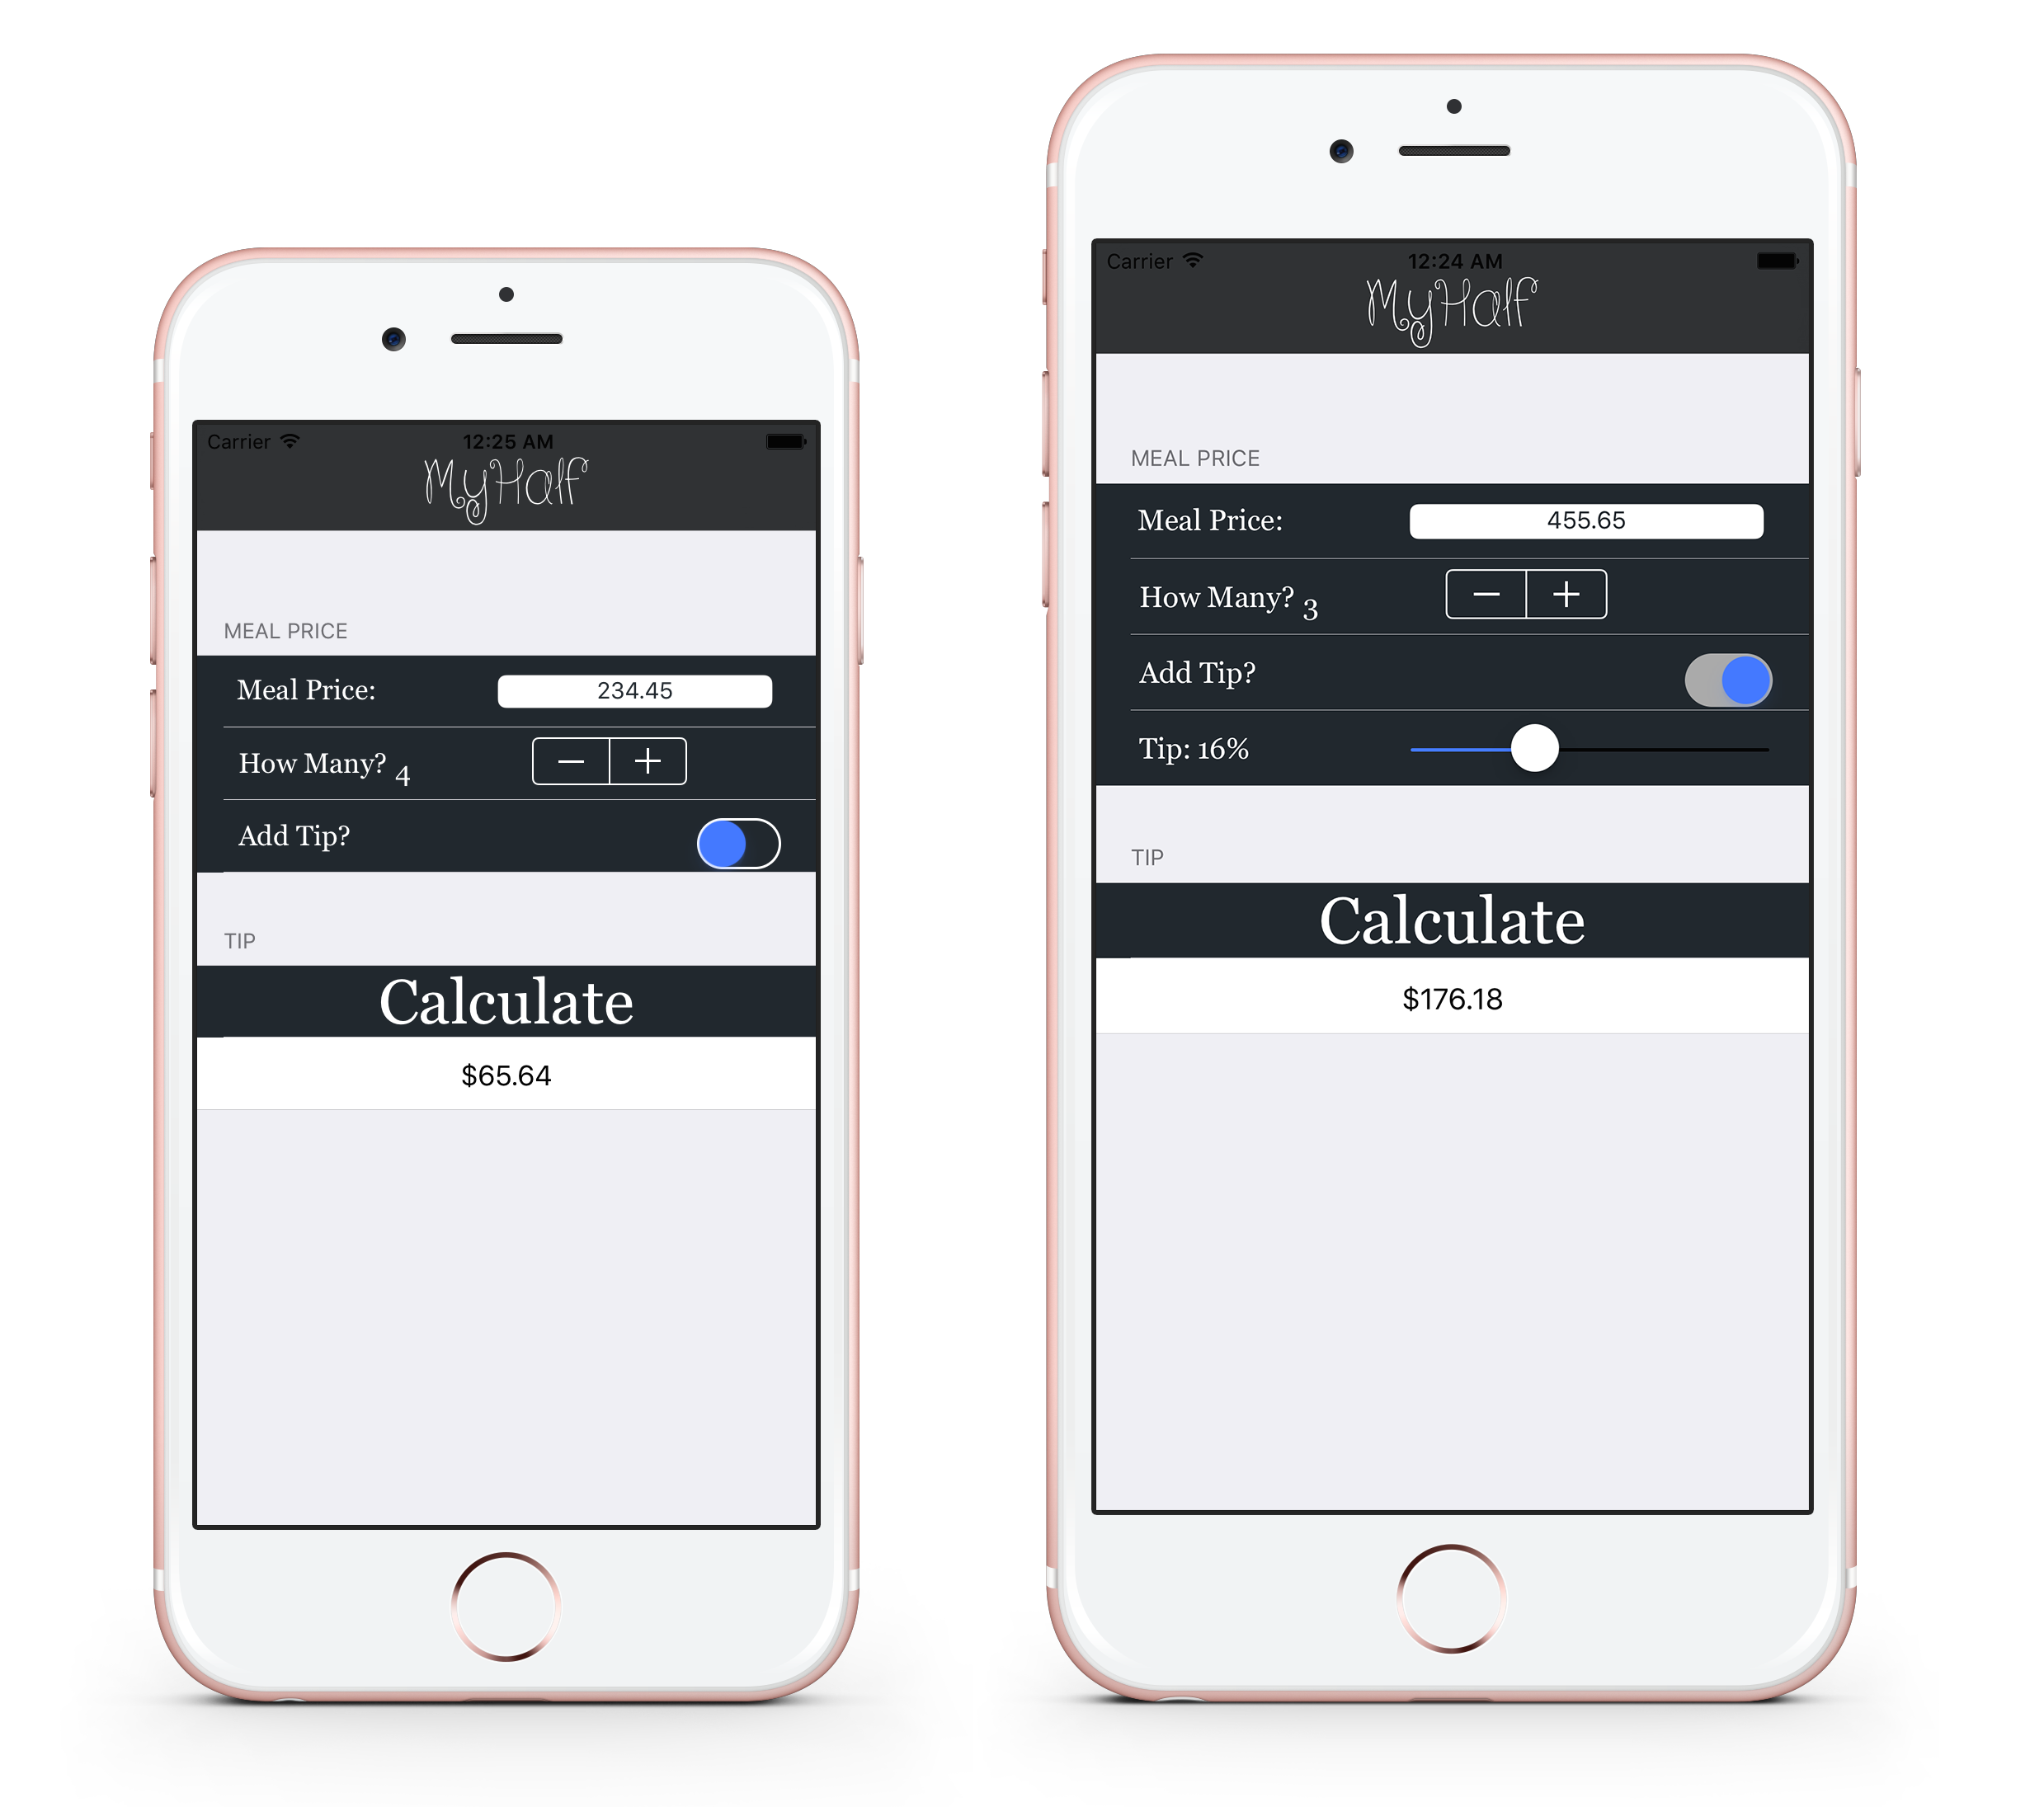 Carrier 12:25 AM
MyHalf
MEAL PRICE
Meal Price: 234.45
How Many? 4
Add Tip?
TIP
Calculate
$65.64
Carrier 12:24 AM
MyHalf
MEAL PRICE
Meal Price: 455.65
How Many? 3
Add Tip?
Tip: 16%
TIP
Calculate
$176.18